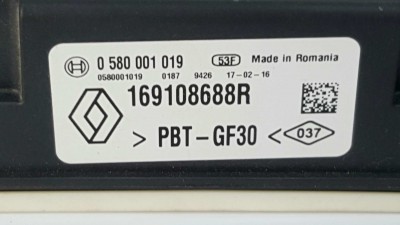 0 580 001 019 53F Made in Romania
0580001019 0187 9426 17-02-16
169108688R
>PBT-GF30< 037